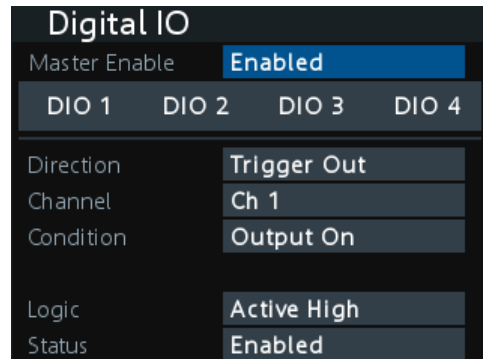 Digital IO
Master Enable Enabled
DIO 1 DIO 2 DIO 3 DIO 4
Direction Trigger Out
Channel Ch 1
Condition Output On
Logic Active High
Status Enabled